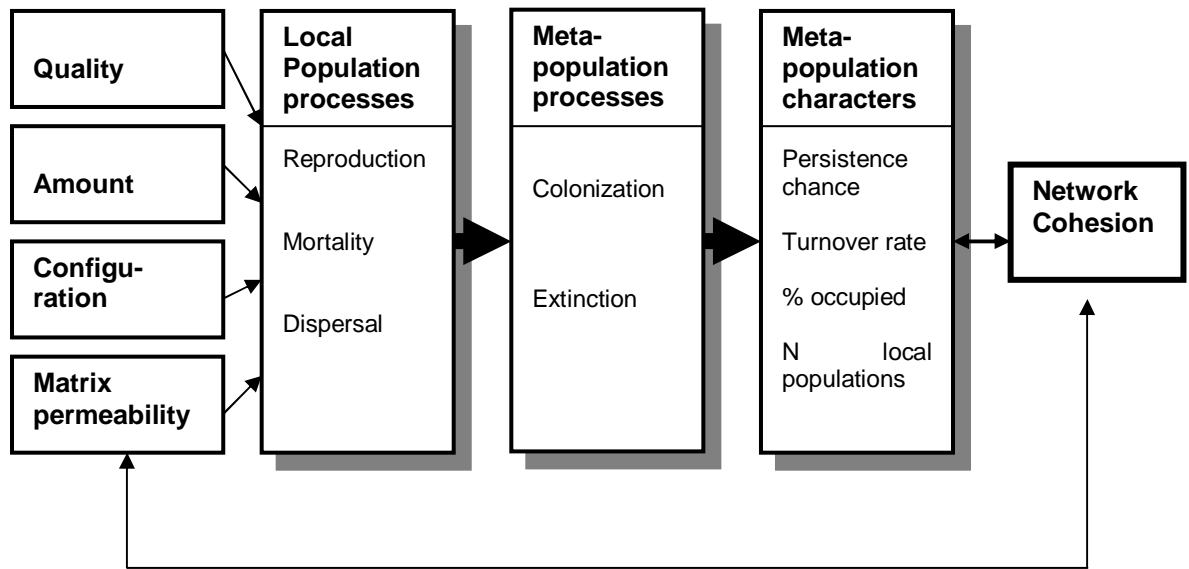 Quality
Amount
Configu-
ration
Matrix
permeability
Local
Population
processes
Reproduction
Mortality
Dispersal
Meta-
population
processes
Colonization
Extinction
Meta-
population
characters
Persistence
chance
Turnover rate
% occupied
N local
populations
Network
Cohesion